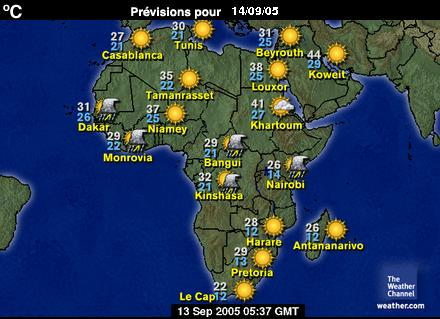 °C
Prévisions pour 14/09/05
27
21
Casablanca
30
21
Tunis
31
25
Beyrouth
44
29
Koweit
35
22
Tamanrasset
38
25
Louxor
31
26
Dakar
37
25
Niamey
41
27
Khartoum
29
22
Monrovia
29
21
Bangui
26
14
Nairobi
32
21
Kinshasa
28
12
Harare
26
12
Antananarivo
29
13
Pretoria
22
12
Le Cap
The
Weather
Channel
weather.com
13 Sep 2005 05:37 GMT